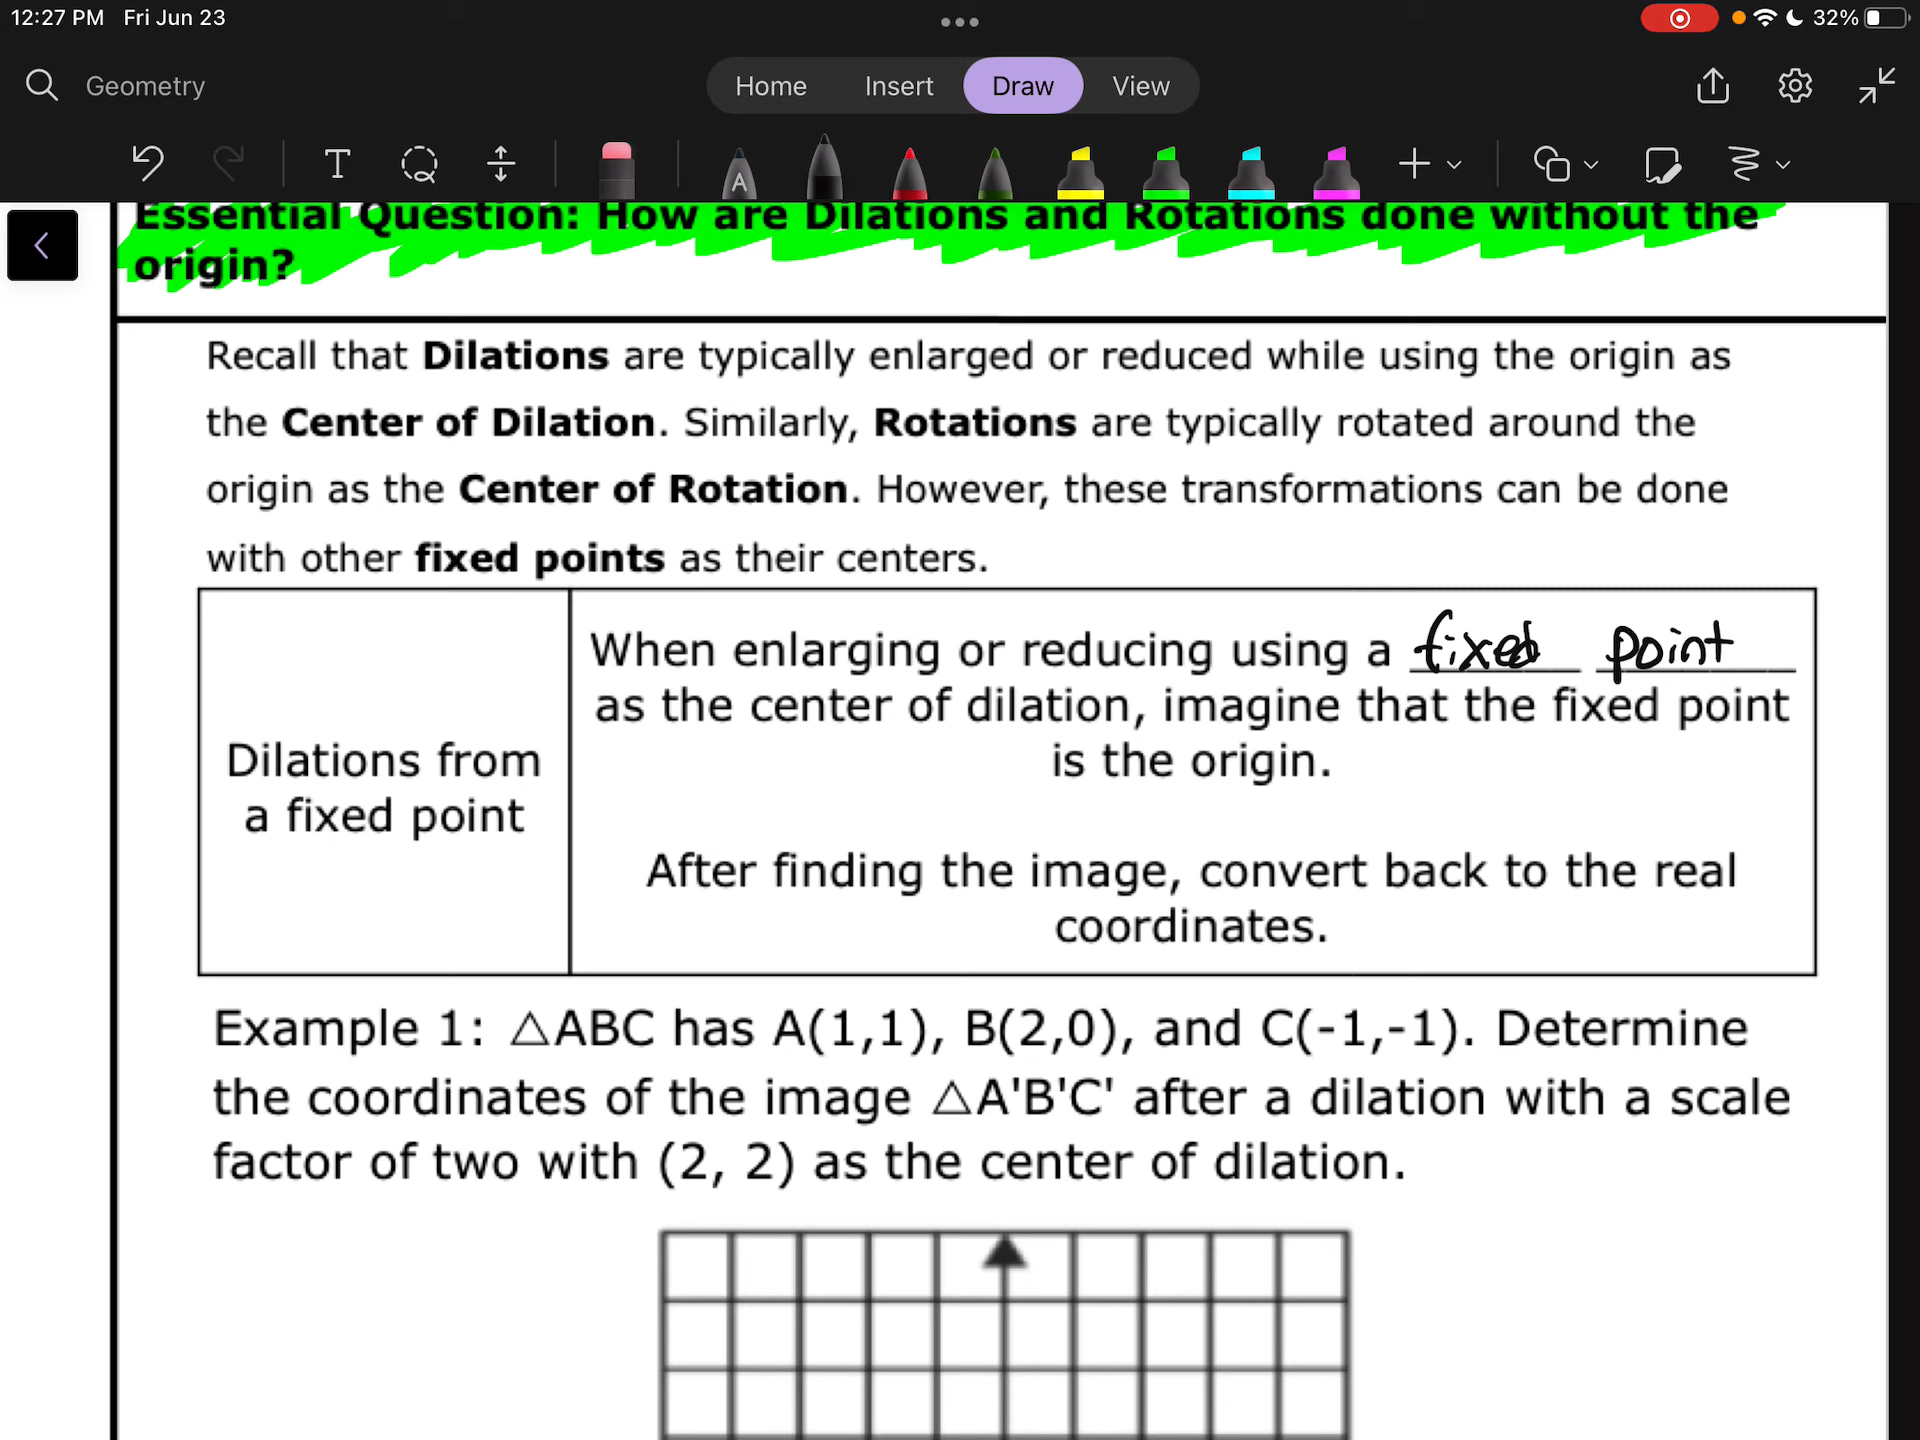 12:27 PM Fri Jun 23
32%
Geometry
Home Insert Draw View
T
A
Essential Question: How are Dilations and Rotations done without the
origin?
Recall that Dilations are typically enlarged or reduced while using the origin as
the Center of Dilation. Similarly, Rotations are typically rotated around the
origin as the Center of Rotation. However, these transformations can be done
with other fixed points as their centers.
Dilations from
a fixed point
When enlarging or reducing using a fixed point
as the center of dilation, imagine that the fixed point
is the origin.
After finding the image, convert back to the real
coordinates.
Example 1: △ABC has A(1,1), B(2,0), and C(-1,-1). Determine
the coordinates of the image △A'B'C' after a dilation with a scale
factor of two with (2, 2) as the center of dilation.